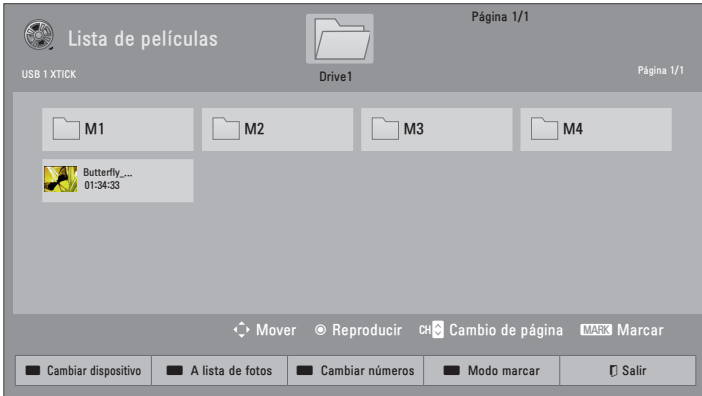 Página 1/1
Lista de películas
USB 1 XTICK
Drive1
Página 1/1
M1
M2
M3
M4
Butterfly_...
01:34:33
Mover
Reproducir
CH Cambio de página
MARK Marcar
Cambiar dispositivo
A lista de fotos
Cambiar números
Modo marcar
Salir